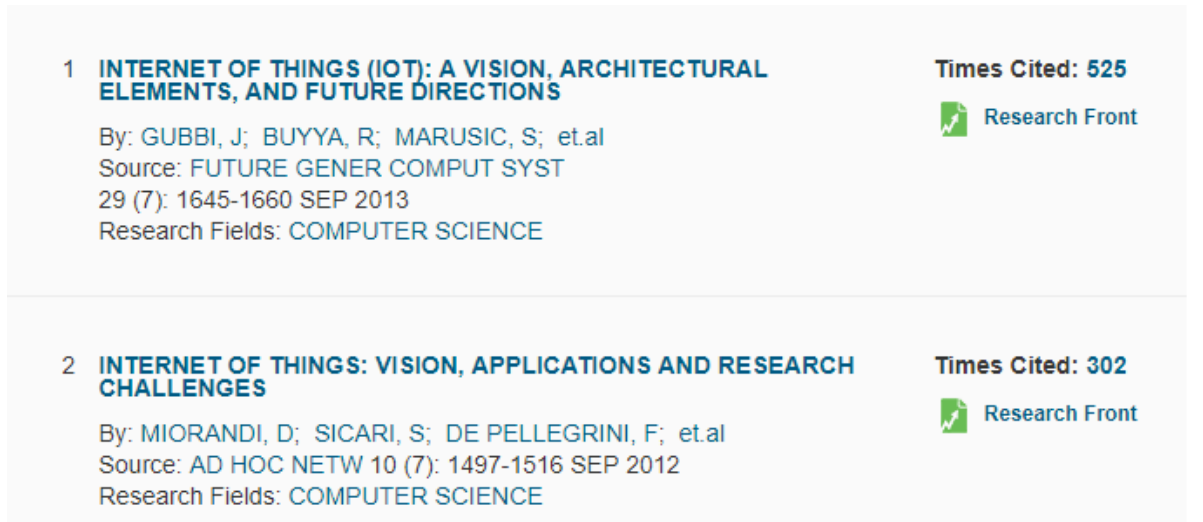 1 INTERNET OF THINGS (IOT): A VISION, ARCHITECTURAL
ELEMENTS, AND FUTURE DIRECTIONS
Times Cited: 525
Research Front
By: GUBBI, J; BUYYA, R; MARUSIC, S; et.al
Source: FUTURE GENER COMPUT SYST
29 (7): 1645-1660 SEP 2013
Research Fields: COMPUTER SCIENCE
2 INTERNET OF THINGS: VISION, APPLICATIONS AND RESEARCH
CHALLENGES
Times Cited: 302
Research Front
By: MIORANDI, D; SICARI, S; DE PELLEGRINI, F; et.al
Source: AD HOC NETW 10 (7): 1497-1516 SEP 2012
Research Fields: COMPUTER SCIENCE